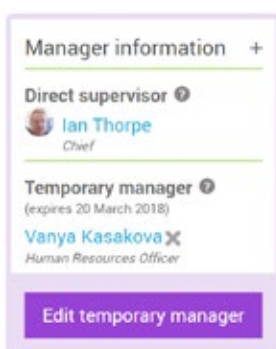 Manager information +
Direct supervisor ?
Ian Thorpe
Chief
Temporary manager ?
(expires 20 March 2018)
Vanya Kasakova
Human Resources Officer
Edit temporary manager